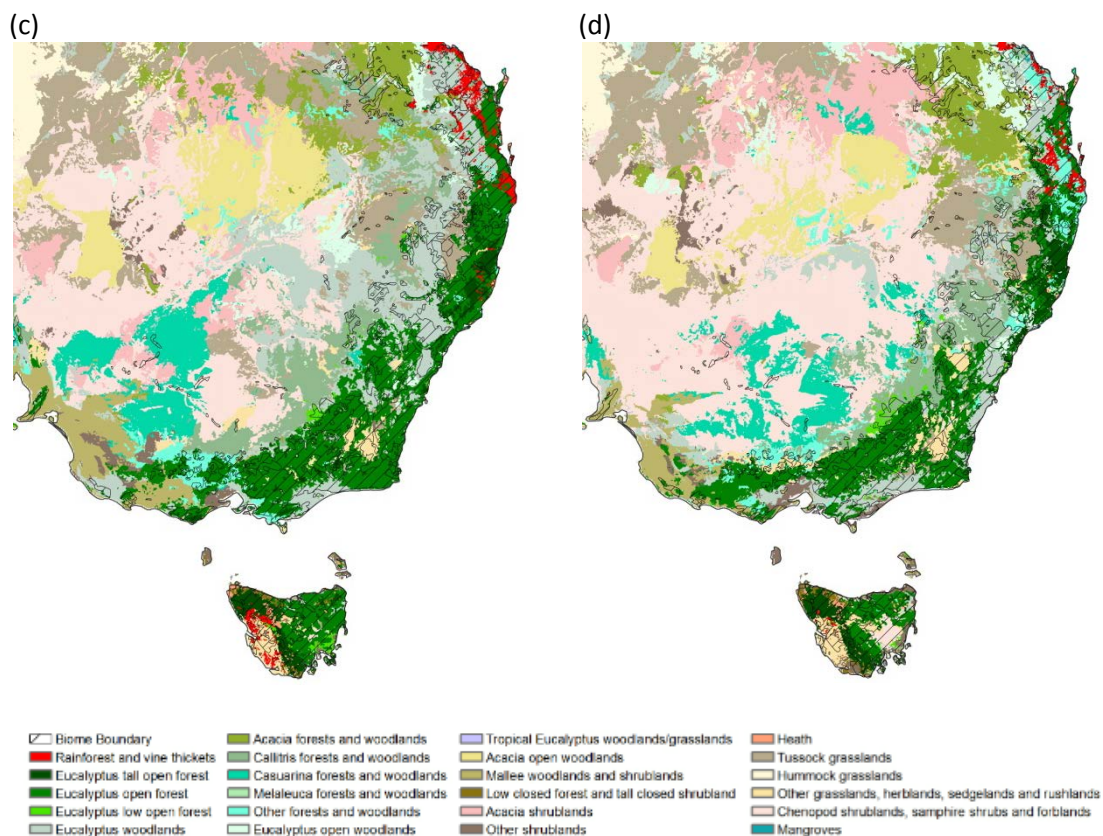 (c)
(d)
Biome Boundary
Rainforest and vine thickets
Eucalyptus tall open forest
Eucalyptus open forest
Eucalyptus low open forest
Eucalyptus woodlands
Acacia forests and woodlands
Callitris forests and woodlands
Casuarina forests and woodlands
Melaleuca forests and woodlands
Other forests and woodlands
Eucalyptus open woodlands
Tropical Eucalyptus woodlands/grasslands
Acacia open woodlands
Mallee woodlands and shrublands
Low closed forest and tall closed shrubland
Acacia shrublands
Other shrublands
Heath
Tussock grasslands
Hummock grasslands
Other grasslands, herblands, sedgelands and rushlands
Chenopod shrublands, samphire shrubs and forblands
Mangroves